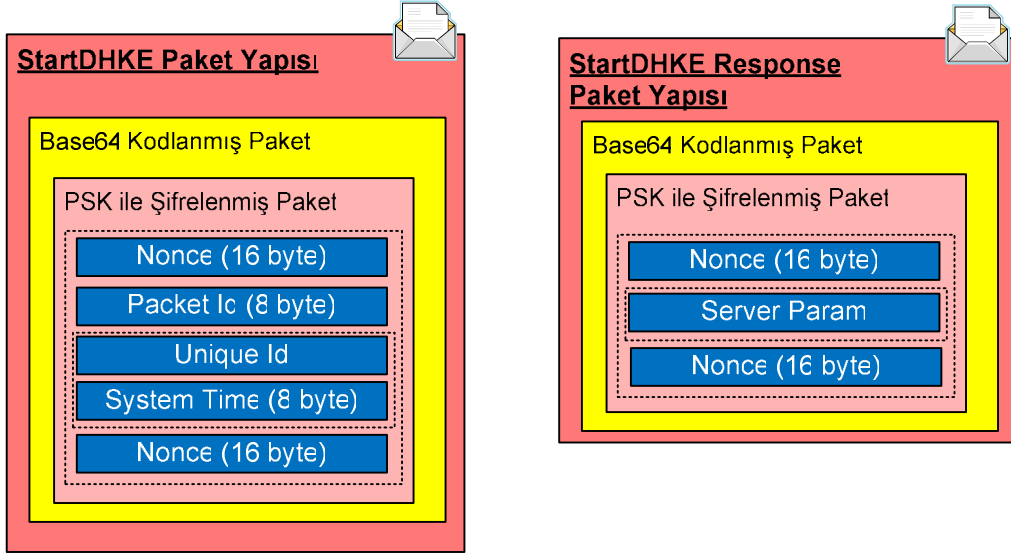 StartDHKE Paket Yapısı
Base64 Kodlanmış Paket
PSK ile Şifrelenmiş Paket
Nonce (16 byte)
Packet Id (8 byte)
Unique Id
System Time (8 byte)
Nonce (16 byte)
StartDHKE Response
Paket Yapısı
Base64 Kodlanmış Paket
PSK ile Şifrelenmiş Paket
Nonce (16 byte)
Server Param
Nonce (16 byte)